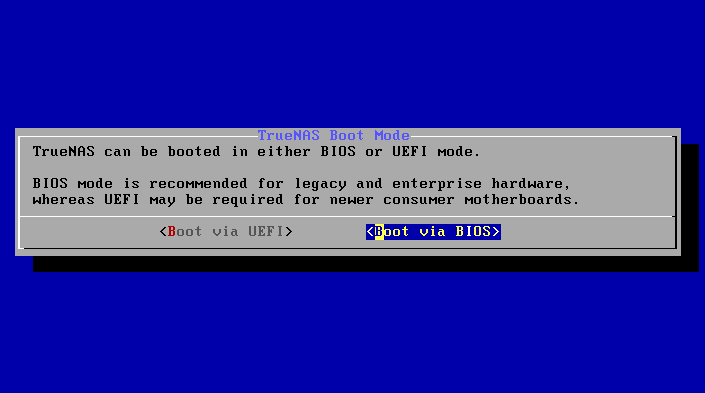 TrueNAS Boot Mode
TrueNAS can be booted in either BIOS or UEFI mode.
BIOS mode is recommended for legacy and enterprise hardware,
whereas UEFI may be required for newer consumer motherboards.
<Boot via UEFI> <Boot via BIOS>